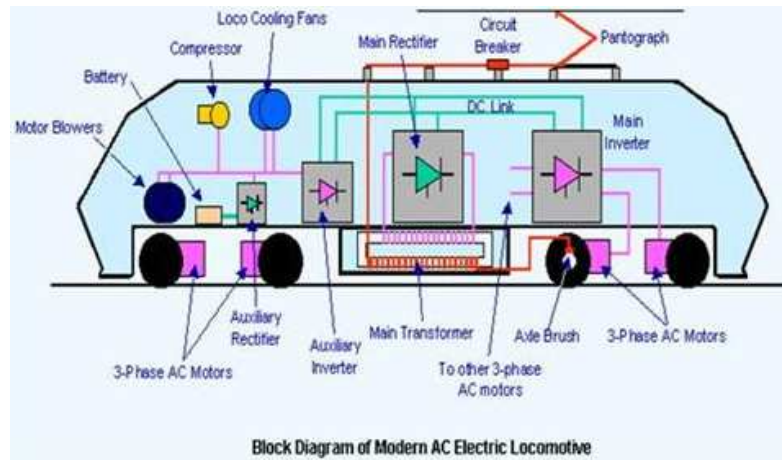 Loco Cooling Fans
Compressor
Battery
Motor Blowers
Main Rectifier
Circuit
Breaker
Pantograph
DC Link
Main
Inverter
3-Phase AC Motors
Auxiliary
Rectifier
Auxiliary
Inverter
Main Transformer
To other 3-phase
AC motors
Axle Brush
3-Phase AC Motors
Block Diagram of Modern AC Electric Locomotive